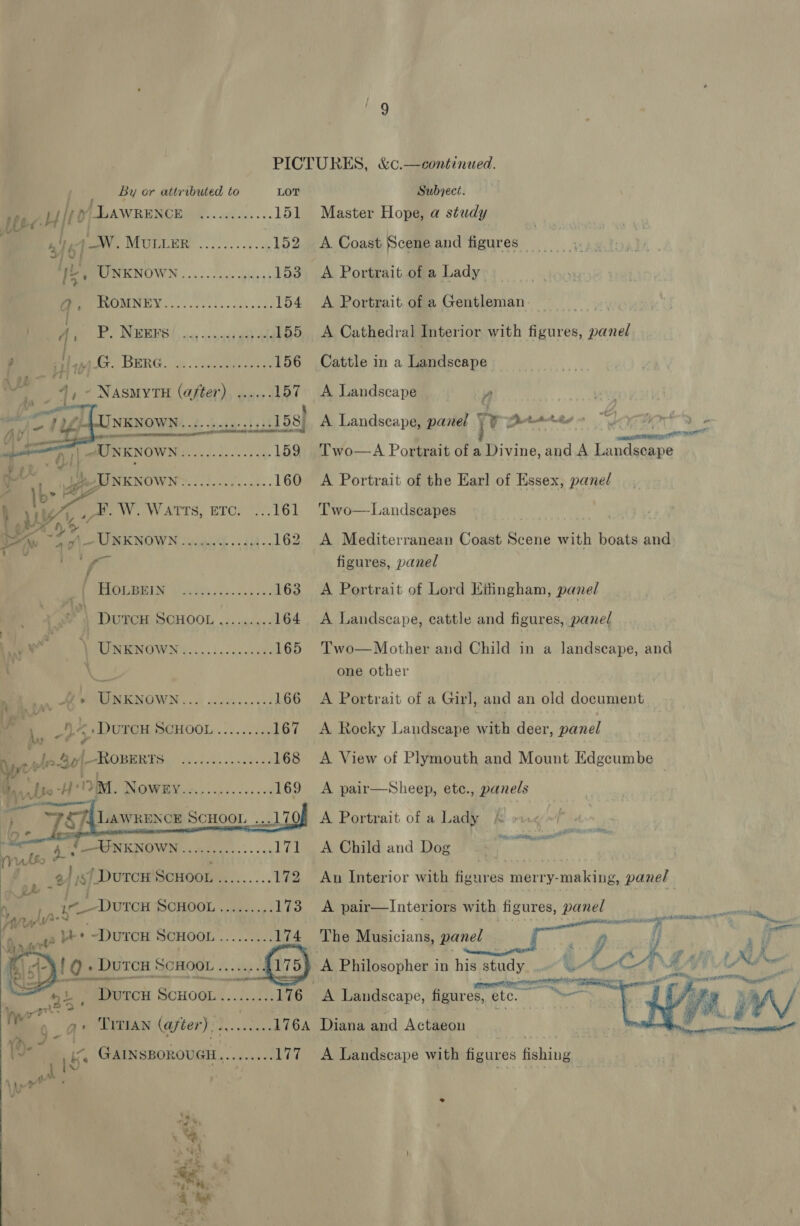 9
PICTURES, &c.—continued.
By or attributed to LOT Subject.
LAWRENCE ............ 151 Master Hope, a study
W. MULLER ............ 152 A Coast Scene and figures
UNKNOWN ............ 153 A Portrait of a Lady
ROMNEY ............ 154 A Portrait of a Gentleman
P. NEEFS ............ 155 A Cathedral Interior with figures, panel
G. BERG. ............ 156 Cattle in a Landscape
NASMYTH (after) ...... 157 A Landscape
UNKNOWN ............ 158 A Landscape, panel
UNKNOWN ............ 159 Two—A Portrait of a Divine, and A Landscape
UNKNOWN ............ 160 A Portrait of the Earl of Essex, panel
F. W. WATTS, ETC. ...161 Two—Landscapes
UNKNOWN ............ 162 A Mediterranean Coast Scene with boats and
figures, panel
HOLBEIN ............ 163 A Portrait of Lord Effingham, panel
DUTCH SCHOOL ......... 164 A Landscape, cattle and figures, panel
UNKNOWN ............ 165 Two—Mother and Child in a landscape, and
one other
UNKNOWN ............ 166 A Portrait of a Girl, and an old document
DUTCH SCHOOL ......... 167 A Rocky Landscape with deer, panel
ROBERTS ............ 168 A View of Plymouth and Mount Edgcumbe
M. NOWEY ............ 169 A pair—Sheep, etc., panels
LAWRENCE SCHOOL ...170 A Portrait of a Lady
UNKNOWN ............ 171 A Child and Dog
DUTCH SCHOOL ......... 172 An Interior with figures merry-making, panel
DUTCH SCHOOL ......... 173 A pair—Interiors with figures, panel
DUTCH SCHOOL ......... 174 The Musicians, panel
DUTCH SCHOOL ......... 175 A Philosopher in his study
DUTCH SCHOOL ......... 176 A Landscape, figures, etc.
TITIAN (after) ......... 176A Diana and Actaeon
GAINSBOROUGH ......... 177 A Landscape with figures fishing